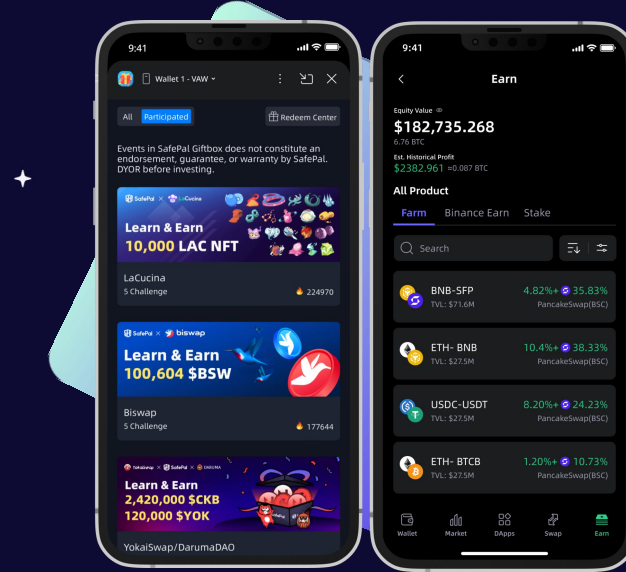 9:41
Wallet 1 - VAW
All
Participated
Redeem Center
Events in SafePal Giftbox does not constitute an
endorsement, guarantee, or warranty by SafePal.
DYOR before investing.
SafePal × LaCucina
Learn & Earn
10,000 LAC NFT
LaCucina
5 Challenge
224970
SafePal × biswap
Learn & Earn
100,604 $BSW
Biswap
5 Challenge
177644
YokaiSwap × SafePal × DARUMA
Learn & Earn
2,420,000 $CKB
120,000 $YOK
YokaiSwap/DarumaDAO
9:41
Earn
Equity Value
$182,735.268
6.76 BTC
Est. Historical Profit
$2382.961 ≈0.087 BTC
All Product
Farm
Binance Earn
Stake
Search
BNB-SFP
4.82%+ 35.83%
TVL: $71.6M
PancakeSwap(BSC)
ETH- BNB
10.4%+ 38.33%
TVL: $27.5M
PancakeSwap(BSC)
USDC-USDT
8.20%+ 24.23%
TVL: $27.5M
PancakeSwap(BSC)
ETH- BTCB
1.20%+ 10.73%
TVL: $27.5M
PancakeSwap(BSC)
Wallet
Market
DApps
Swap
Earn